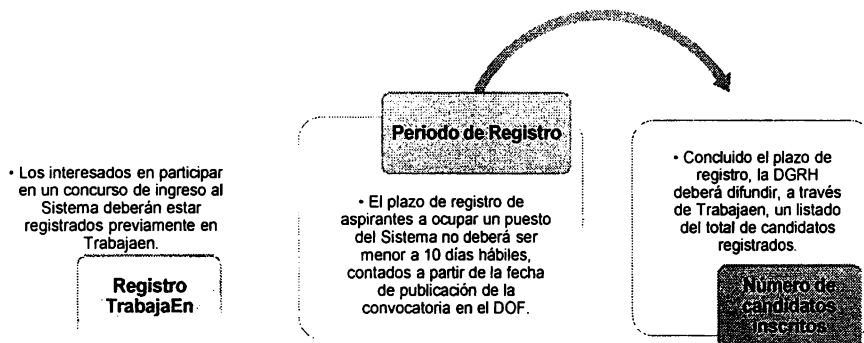 • Los interesados en participar
en un concurso de ingreso al
Sistema deberán estar
registrados previamente en
Trabajaen.
Registro
TrabajaEn
Periodo de Registro
• El plazo de registro de
aspirantes a ocupar un puesto
del Sistema no deberá ser
menor a 10 días hábiles,
contados a partir de la fecha
de publicación de la
convocatoria en el DOF.
• Concluido el plazo de
registro, la DGRH
deberá difundir, a través
de Trabajaen, un listado
del total de candidatos
registrados.
Número de
candidatos
inscritos